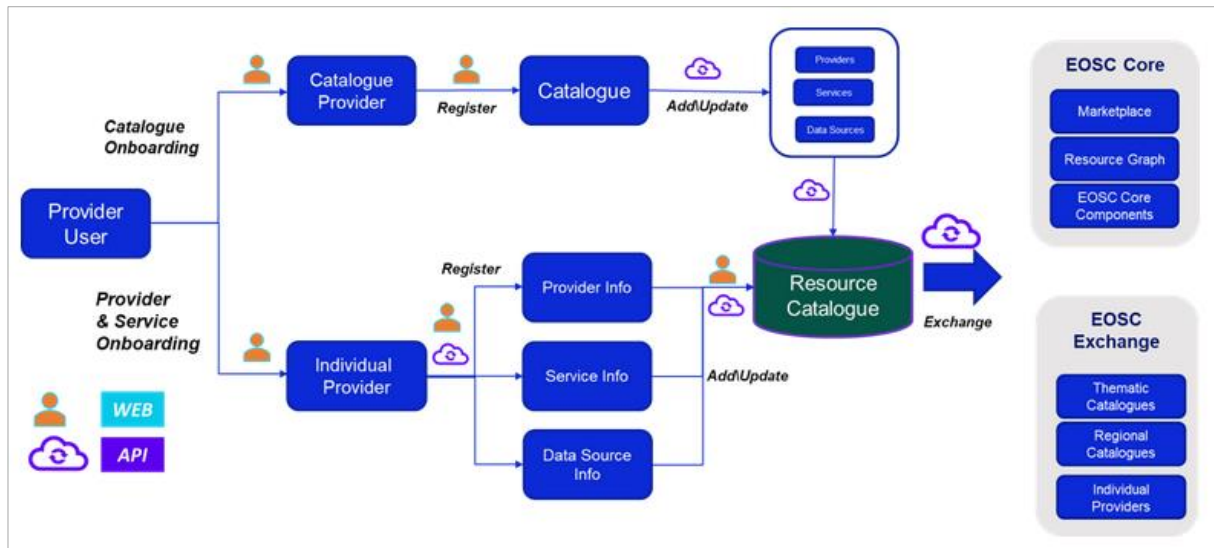 Catalogue
Provider
Catalogue
Providers
Services
Data Sources
EOSC Core
Marketplace
Resource Graph
EOSC Core
Components
Register
Add\Update
Catalogue
Onboarding
Provider
User
Register
Provider Info
Resource
Catalogue
Exchange
Provider
& Service
Onboarding
Individual
Provider
Service Info
Add\Update
Data Source
Info
EOSC
Exchange
Thematic
Catalogues
Regional
Catalogues
Individual
Providers
WEB
API